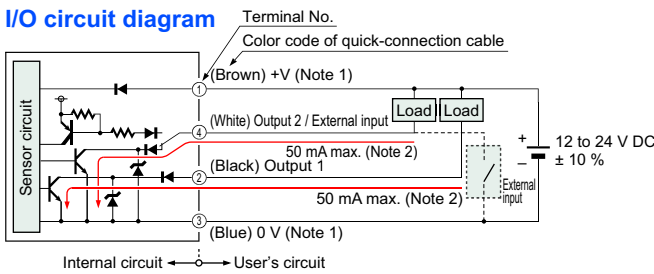 I/O circuit diagram
Terminal No.
Color code of quick-connection cable
Sensor circuit
1
(Brown) +V (Note 1)
Load
Load
4
(White) Output 2 / External input
+
–
12 to 24 V DC
± 10 %
50 mA max. (Note 2)
2
(Black) Output 1
External
input
50 mA max. (Note 2)
3
(Blue) 0 V (Note 1)
Internal circuit
User's circuit